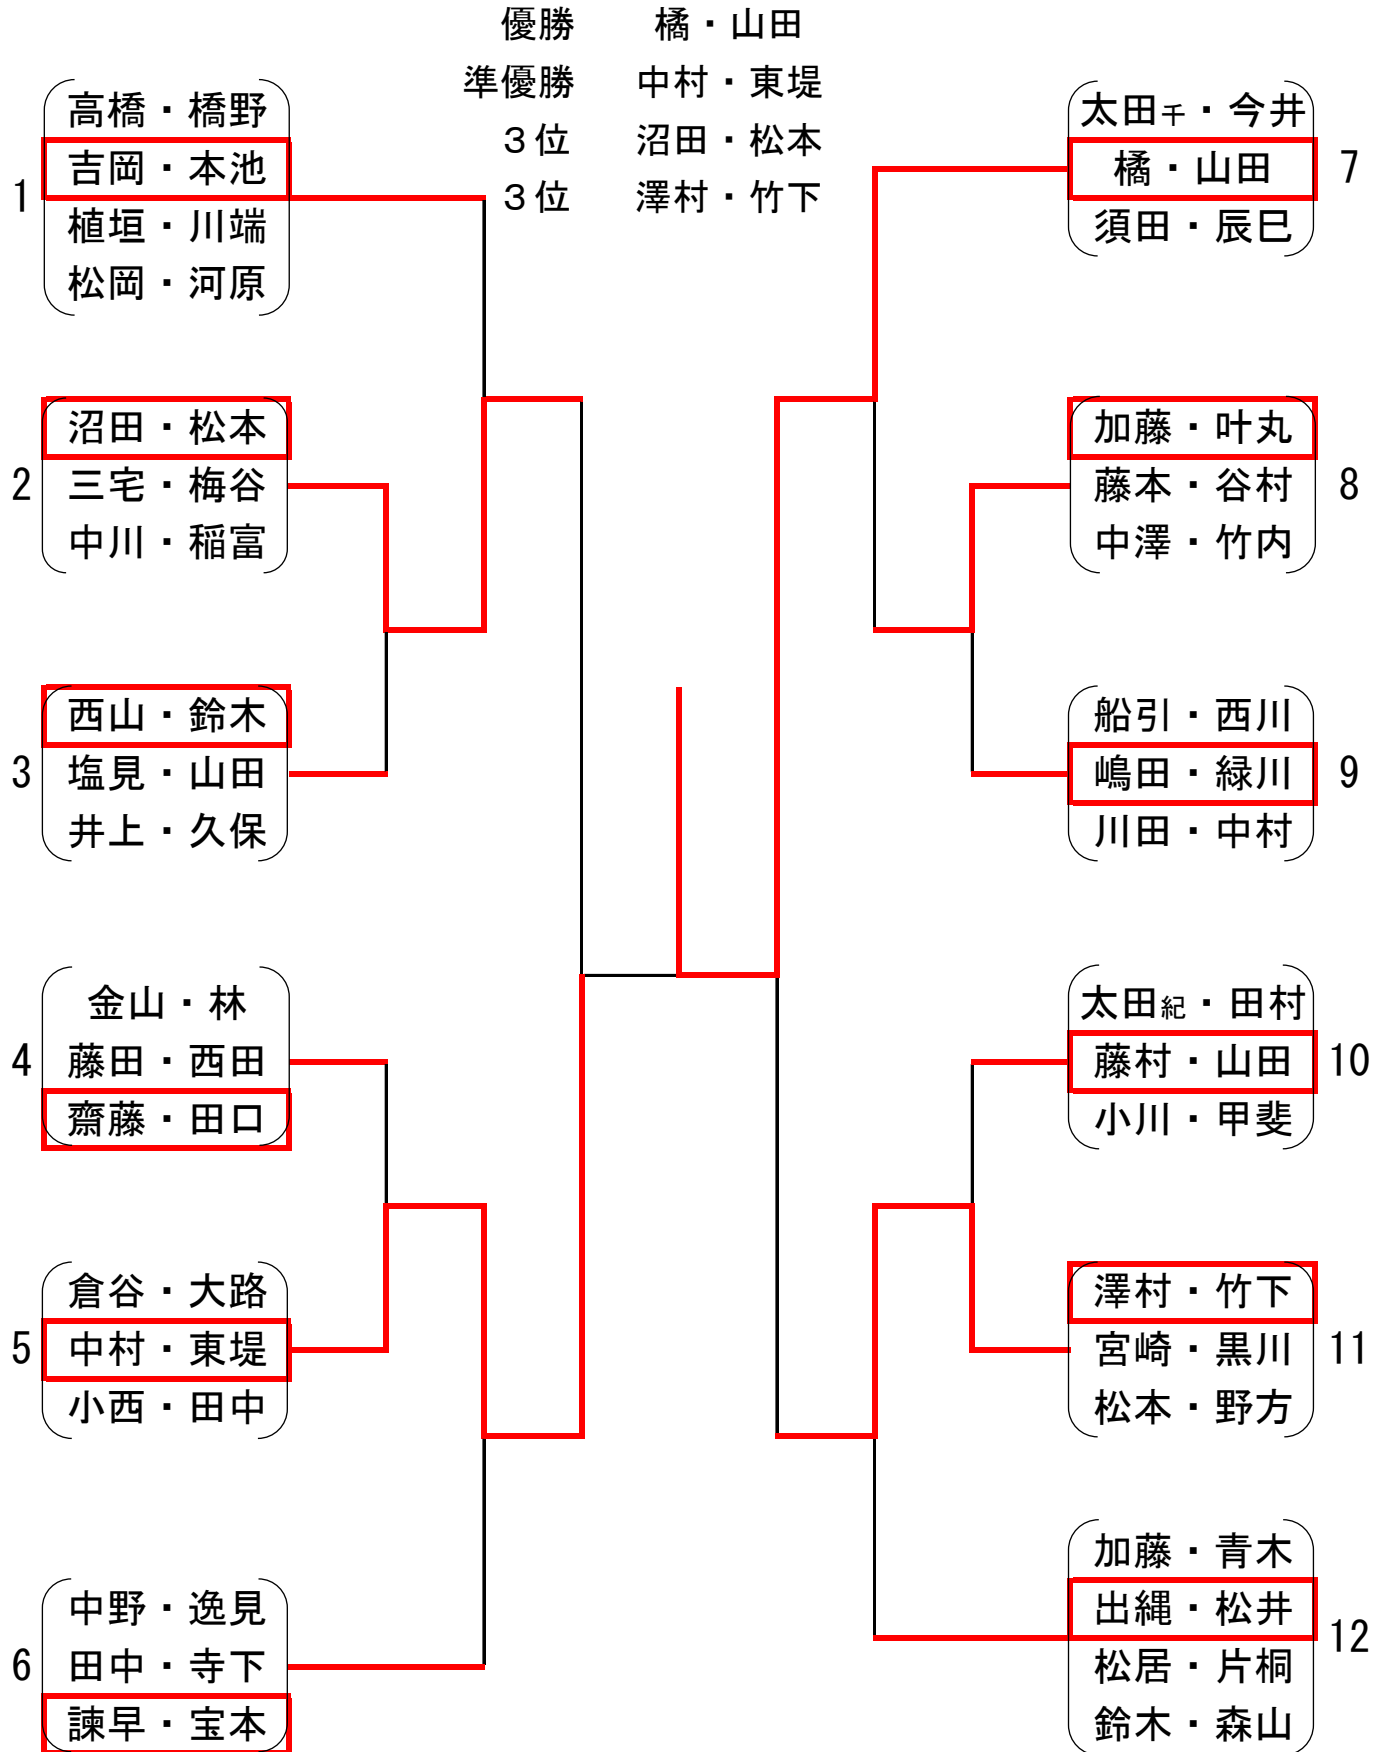 優勝 橘・山田
準優勝 中村・東堤
３位 沼田・松本
３位 澤村・竹下
1
高橋・橋野
吉岡・本池
植垣・川端
松岡・河原
2
沼田・松本
三宅・梅谷
中川・稲富
3
西山・鈴木
塩見・山田
井上・久保
4
金山・林
藤田・西田
齋藤・田口
5
倉谷・大路
中村・東堤
小西・田中
6
中野・逸見
田中・寺下
諫早・宝本
7
太田千・今井
橘・山田
須田・辰巳
8
加藤・叶丸
藤本・谷村
中澤・竹内
9
船引・西川
嶋田・緑川
川田・中村
10
太田紀・田村
藤村・山田
小川・甲斐
11
澤村・竹下
宮崎・黒川
松本・野方
12
加藤・青木
出縄・松井
松居・片桐
鈴木・森山